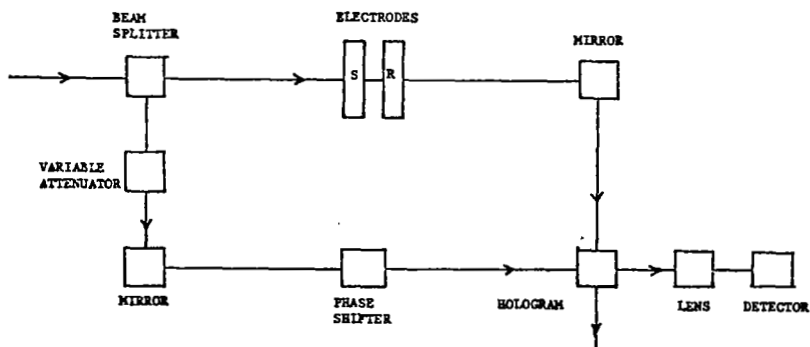 BEAM
SPLITTER
ELECTRODES
MIRROR
S
R
VARIABLE
ATTENUATOR
MIRROR
PHASE
SHIFTER
HOLOGRAM
LENS
DETECTOR